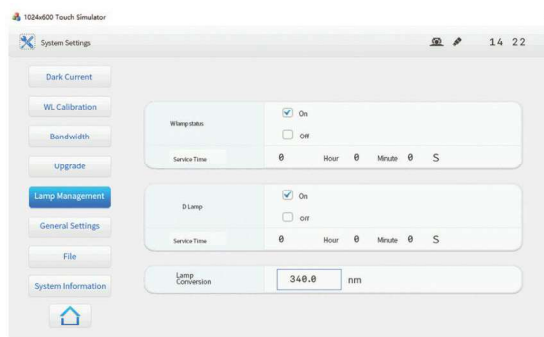 1024x600 Touch Simulator
System Settings
14 22
Dark Current
WL Calibration
Bandwidth
Upgrade
Lamp Management
General Settings
File
System Information
Wlamp status
On
Off
Service Time
0 Hour 0 Minute 0 S
D Lamp
On
Off
Service Time
0 Hour 0 Minute 0 S
Lamp
Conversion
340.0 nm